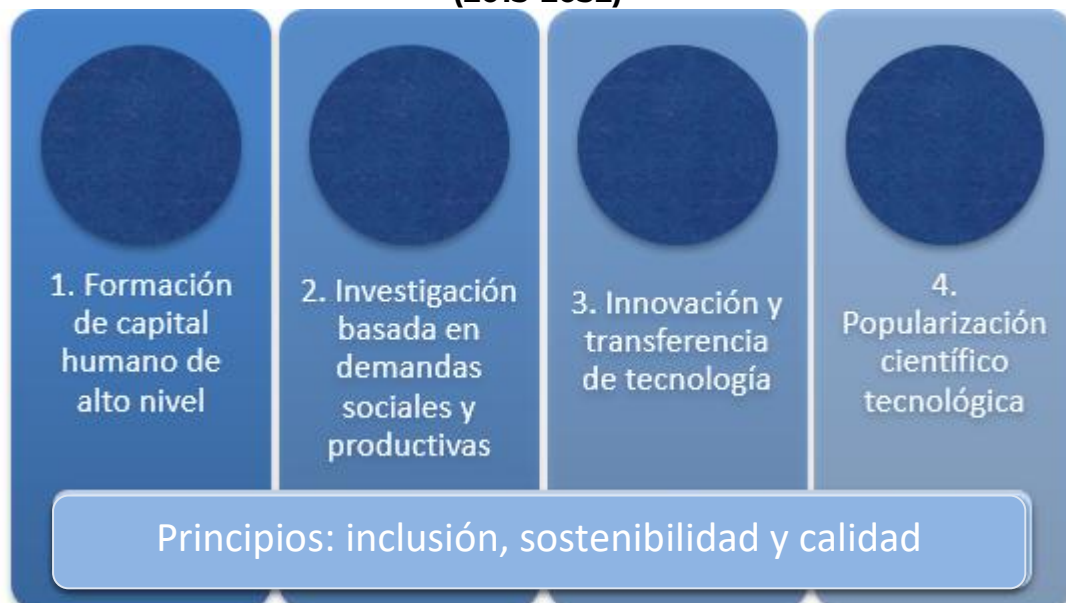 1. Formación
de capital
humano de
alto nivel
2. Investigación
basada en
demandas
sociales y
productivas
3. Innovación y
transferencia
de tecnología
4.
Popularización
científico
tecnológica
Principios: inclusión, sostenibilidad y calidad